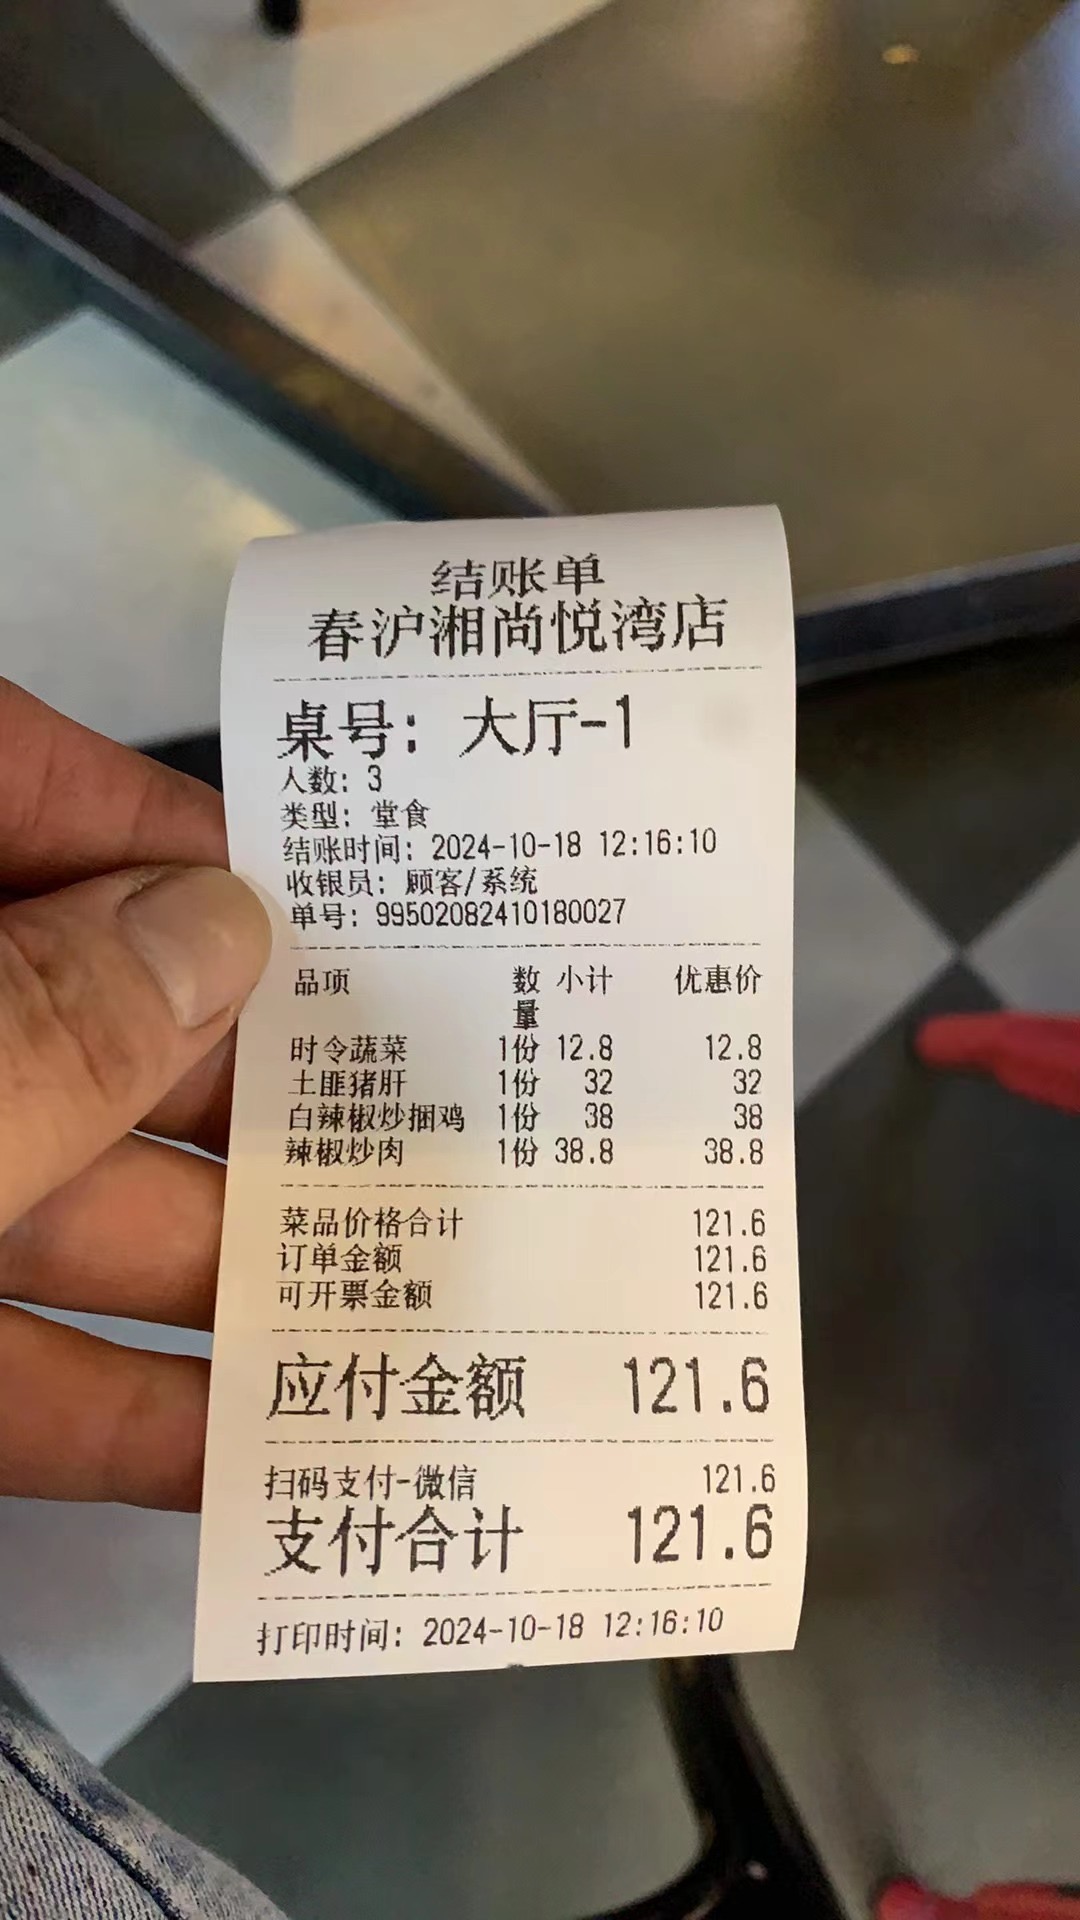 结账单
春沪湘尚悦湾店
桌号: 大厅-1
人数: 3
类型: 堂食
结账时间: 2024-10-18 12:16:10
收银员: 顾客/系统
单号: 99502082410180027
品项 数量 小计 优惠价
时令蔬菜 1份 12.8 12.8
土匪猪肝 1份 32 32
白辣椒炒捆鸡 1份 38 38
辣椒炒肉 1份 38.8 38.8
菜品价格合计 121.6
订单金额 121.6
可开票金额 121.6
应付金额 121.6
扫码支付-微信 121.6
支付合计 121.6
打印时间: 2024-10-18 12:16:10